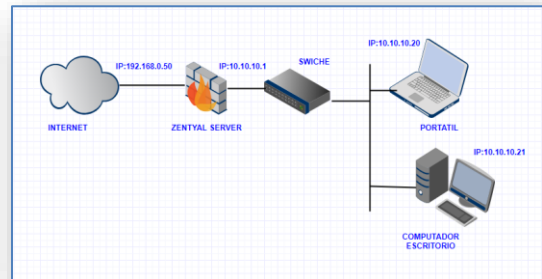 IP:10.10.10.20
SWICHE
IP:192.168.0.50
IP:10.10.10.1
INTERNET
ZENTYAL SERVER
PORTATIL
IP:10.10.10.21
COMPUTADOR
ESCRITORIO